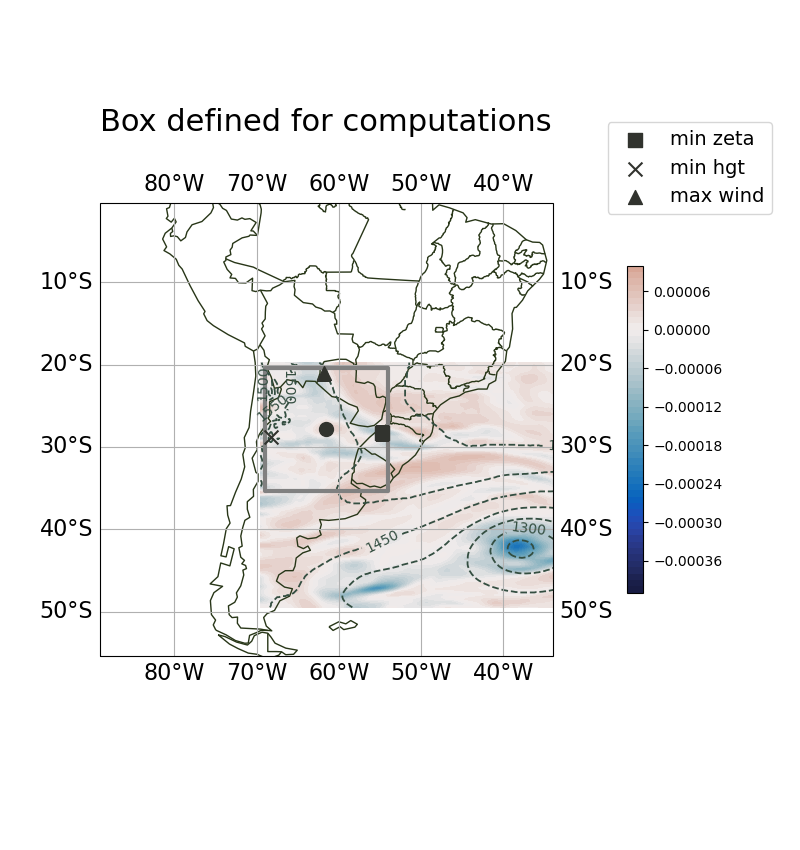 Box defined for computations
min zeta
min hgt
max wind
80°W 70°W 60°W 50°W 40°W
10°S 10°S
20°S 20°S
30°S 30°S
40°S 40°S
50°S 50°S
80°W 70°W 60°W 50°W 40°W
1500
1450
1300
0.00006
0.00000
−0.00006
−0.00012
−0.00018
−0.00024
−0.00030
−0.00036